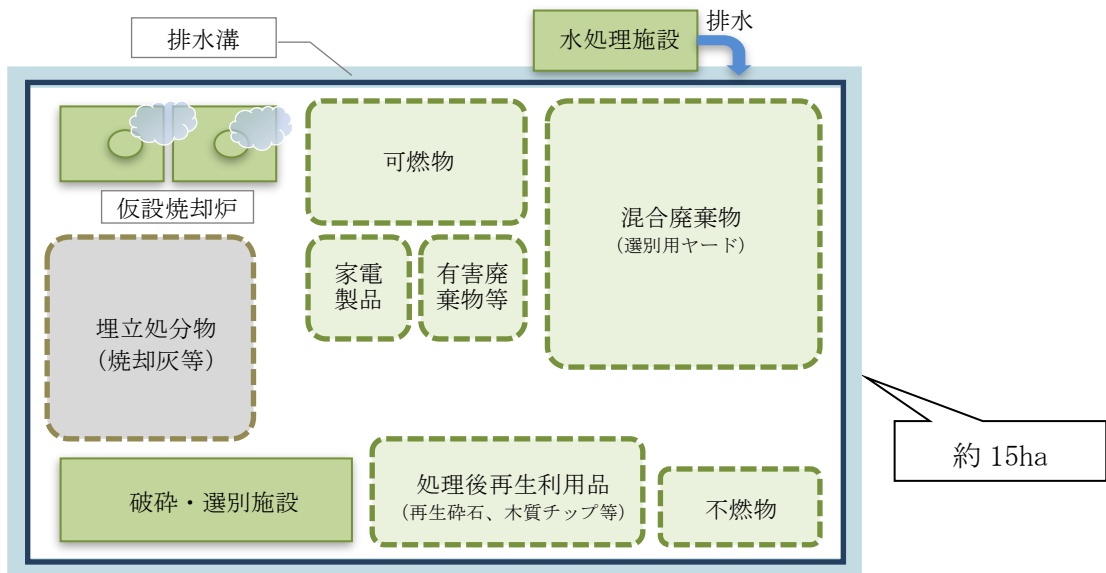 排水溝
水処理施設
排水
仮設焼却炉
可燃物
混合廃棄物
（選別用ヤード）
家電
製品
有害廃
棄物等
埋立処分物
（焼却灰等）
約 15ha
破砕・選別施設
処理後再生利用品
（再生砕石、木質チップ等）
不燃物